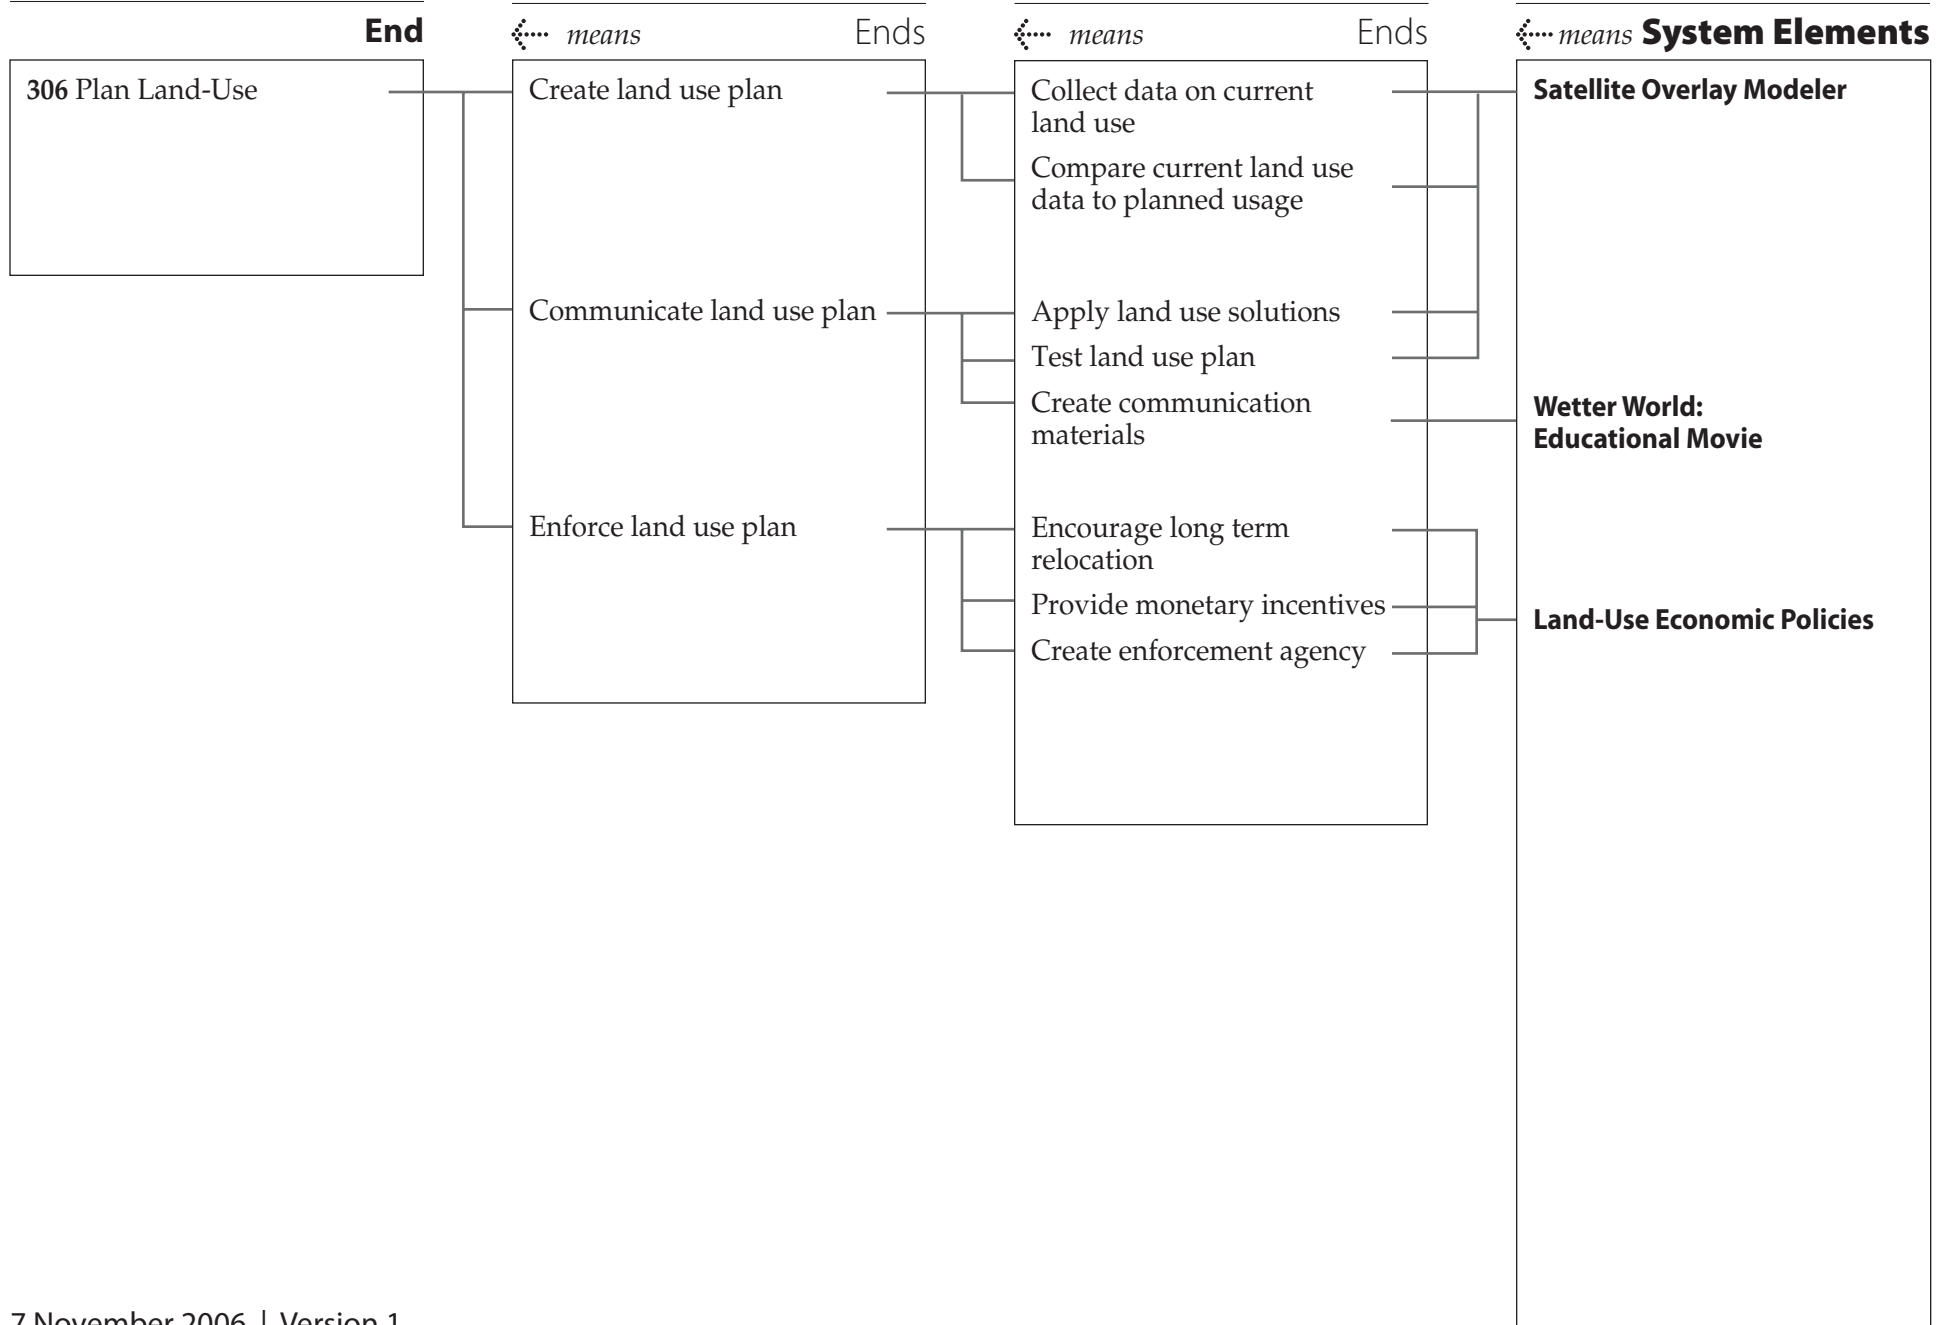 End
means Ends
means Ends
means System Elements
306 Plan Land-Use
Create land use plan
Communicate land use plan
Enforce land use plan
Collect data on current
land use
Compare current land use
data to planned usage
Apply land use solutions
Test land use plan
Create communication
materials
Encourage long term
relocation
Provide monetary incentives
Create enforcement agency
Satellite Overlay Modeler
Wetter World:
Educational Movie
Land-Use Economic Policies
7 November 2006 | Version 1